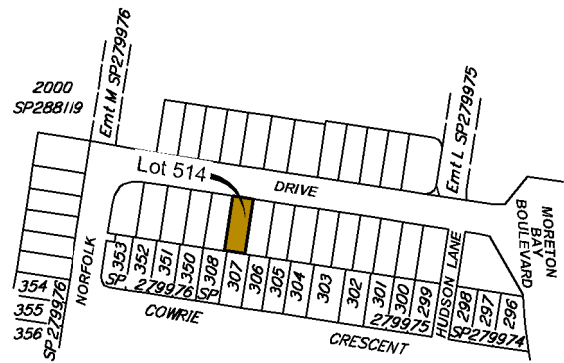 2000
SP288119
Emt M SP279976
Emt L SP279975
Lot 514
DRIVE
MORETON
BAY
BOULEVARD
NORFOLK
HUDSON LANE
353
352
351
350
308
307
306
305
304
303
302
301
300
299
298
297
296
SP 279976
SP
279975
SP279974
354
355
356
SP 279976
COWRIE
CRESCENT